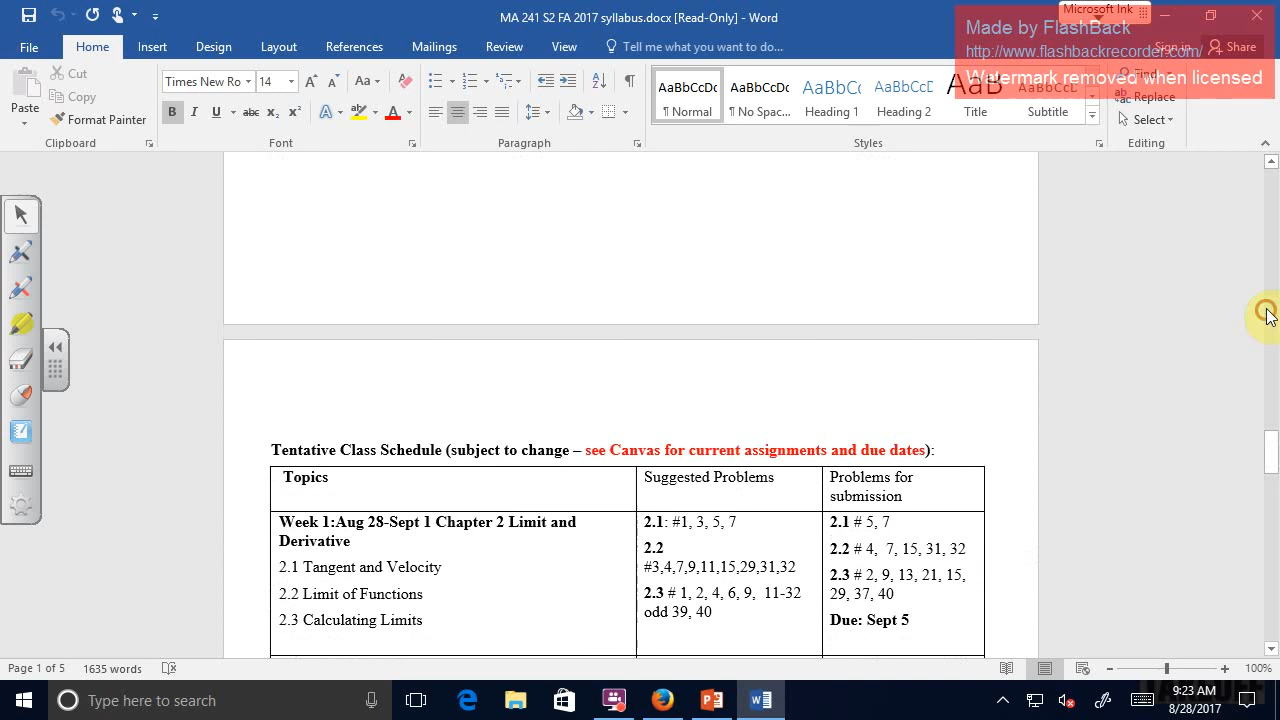 MA 241 S2 FA 2017 syllabus.docx [Read-Only] - Word
Microsoft Ink
Made by FlashBack
http://www.flashbackrecorder.com/
Watermark removed when licensed
File Home Insert Design Layout References Mailings Review View Tell me what you want to do... Sign in Share
Paste
Cut
Copy
Format Painter
Clipboard
Times New Ro 14
Font
Paragraph
AaBbCcDc ¶ Normal
AaBbCcDc ¶ No Spac...
AaBbCc Heading 1
AaBbCcD Heading 2
AaB Title
AaBbCcD Subtitle
Styles
Find
Replace
Select
Editing
Tentative Class Schedule (subject to change – see Canvas for current assignments and due dates):
Topics
Suggested Problems
Problems for
submission
Week 1:Aug 28-Sept 1 Chapter 2 Limit and
Derivative
2.1 Tangent and Velocity
2.2 Limit of Functions
2.3 Calculating Limits
2.1: #1, 3, 5, 7
2.2
#3,4,7,9,11,15,29,31,32
2.3 # 1, 2, 4, 6, 9, 11-32
odd 39, 40
2.1 # 5, 7
2.2 # 4, 7, 15, 31, 32
2.3 # 2, 9, 13, 21, 15,
29, 37, 40
Due: Sept 5
Page 1 of 5 1635 words
100%
Type here to search
9:23 AM
8/28/2017